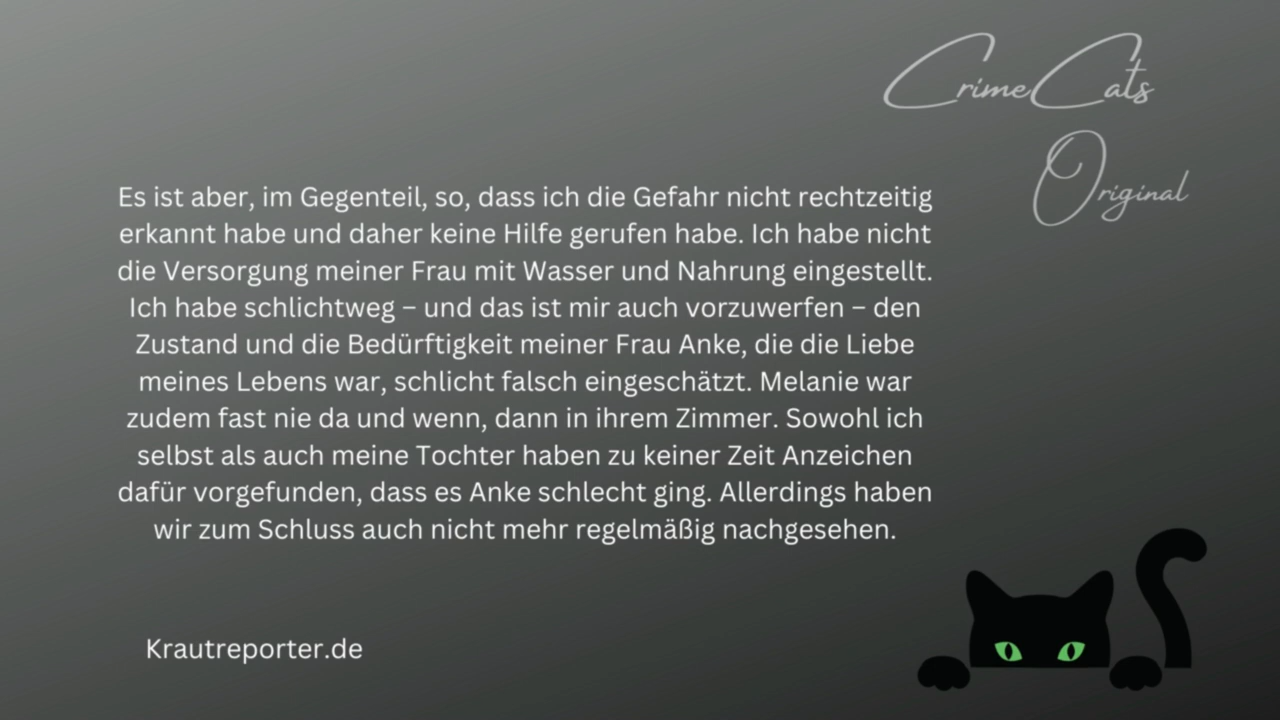 CrimeCats
Original
Es ist aber, im Gegenteil, so, dass ich die Gefahr nicht rechtzeitig
erkannt habe und daher keine Hilfe gerufen habe. Ich habe nicht
die Versorgung meiner Frau mit Wasser und Nahrung eingestellt.
Ich habe schlichtweg – und das ist mir auch vorzuwerfen – den
Zustand und die Bedürftigkeit meiner Frau Anke, die die Liebe
meines Lebens war, schlicht falsch eingeschätzt. Melanie war
zudem fast nie da und wenn, dann in ihrem Zimmer. Sowohl ich
selbst als auch meine Tochter haben zu keiner Zeit Anzeichen
dafür vorgefunden, dass es Anke schlecht ging. Allerdings haben
wir zum Schluss auch nicht mehr regelmäßig nachgesehen.
Krautreporter.de